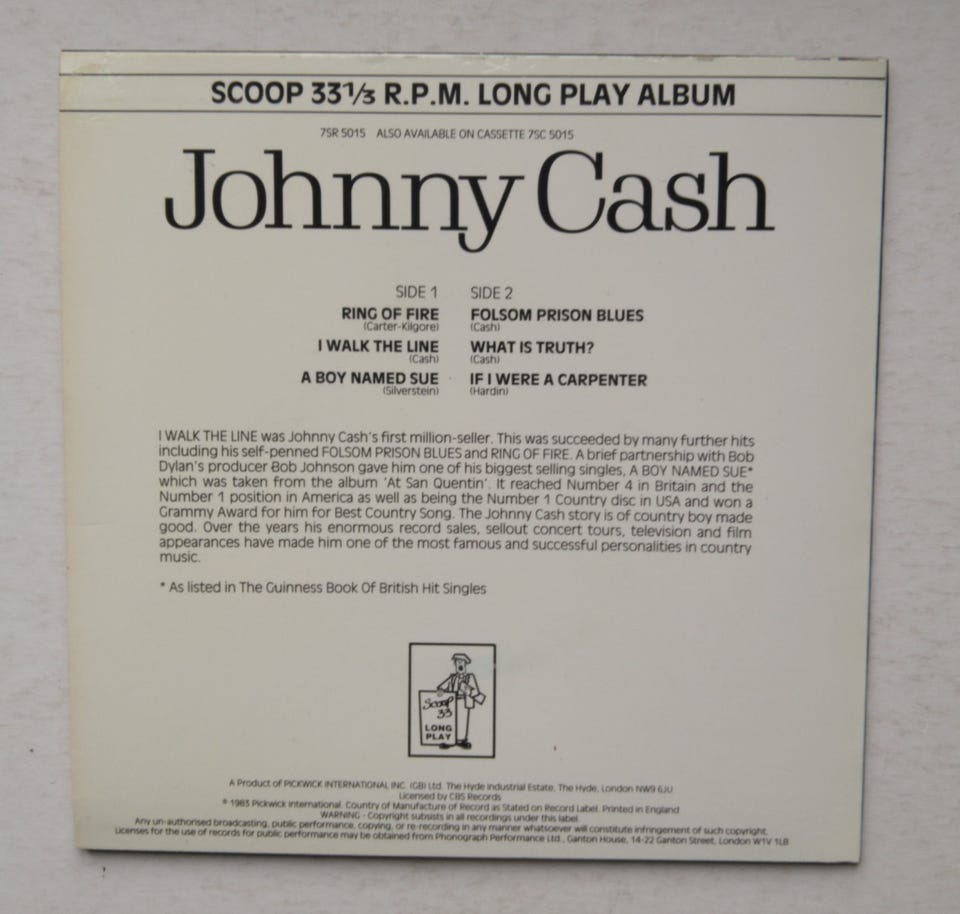 SCOOP 33⅓ R.P.M. LONG PLAY ALBUM
7SR 5015 ALSO AVAILABLE ON CASSETTE 7SC 5015
Johnny Cash
SIDE 1
RING OF FIRE
(Carter-Kilgore)
I WALK THE LINE
(Cash)
A BOY NAMED SUE
(Silverstein)
SIDE 2
FOLSOM PRISON BLUES
(Cash)
WHAT IS TRUTH?
(Cash)
IF I WERE A CARPENTER
(Hardin)
I WALK THE LINE was Johnny Cash's first million-seller. This was succeeded by many further hits
including his self-penned FOLSOM PRISON BLUES and RING OF FIRE. A brief partnership with Bob
Dylan's producer Bob Johnson gave him one of his biggest selling singles, A BOY NAMED SUE*
which was taken from the album 'At San Quentin'. It reached Number 4 in Britain and the
Number 1 position in America as well as being the Number 1 Country disc in USA and won a
Grammy Award for him for Best Country Song. The Johnny Cash story is of country boy made
good. Over the years his enormous record sales, sellout concert tours, television and film
appearances have made him one of the most famous and successful personalities in country
music.
* As listed in The Guinness Book Of British Hit Singles
Scoop
33
LONG
PLAY
A Product of PICKWICK INTERNATIONAL INC. (GB) Ltd. The Hyde Industrial Estate, The Hyde, London NW9 6JU
Licensed by CBS Records
℗ 1983 Pickwick International. Country of Manufacture of Record as Stated on Record Label. Printed in England
WARNING - Copyright subsists in all recordings under this label.
Any un-authorised broadcasting, public performance, copying, or re-recording in any manner whatsoever will constitute infringement of such copyright.
Licenses for the use of records for public performance may be obtained from Phonograph Performance Ltd., Ganton House, 14-22 Ganton Street, London W1V 1LB